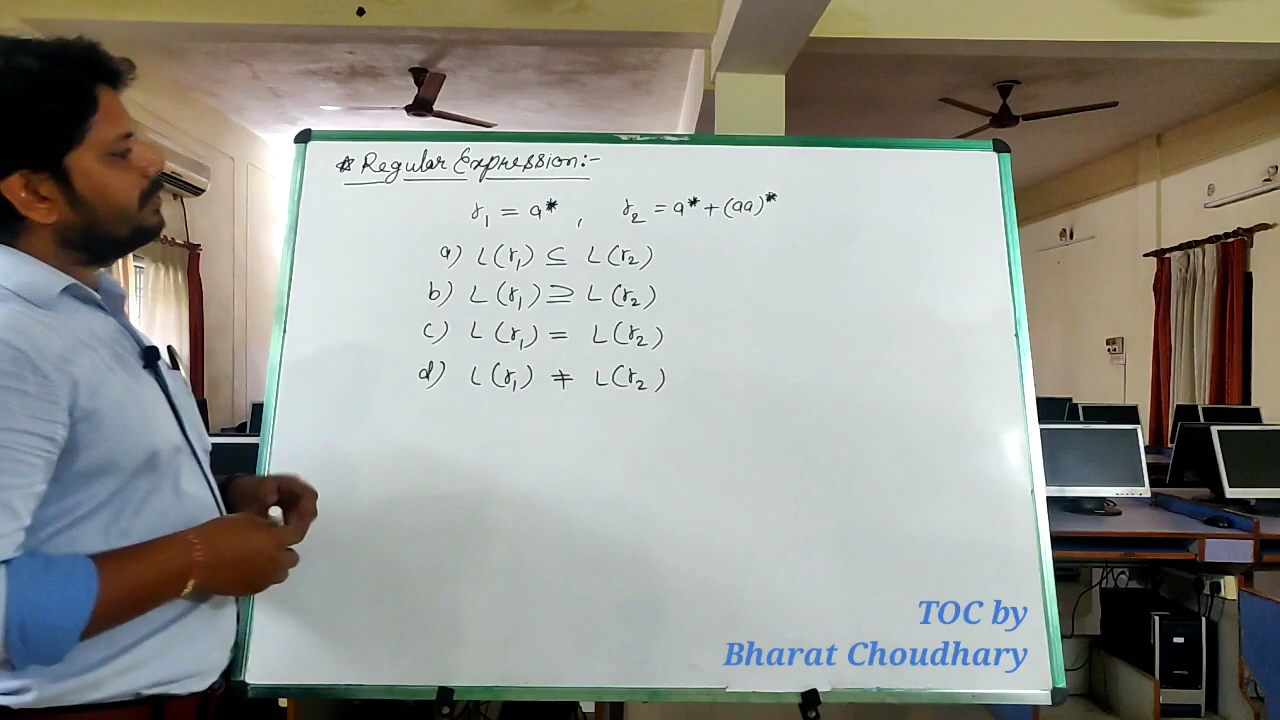 * Regular Expression:-
r₁ = a* , r₂ = a* + (aa)*
a) L(r₁) ⊆ L(r₂)
b) L(r₁) ⊇ L(r₂)
c) L(r₁) = L(r₂)
d) L(r₁) ≠ L(r₂)
TOC by
Bharat Choudhary